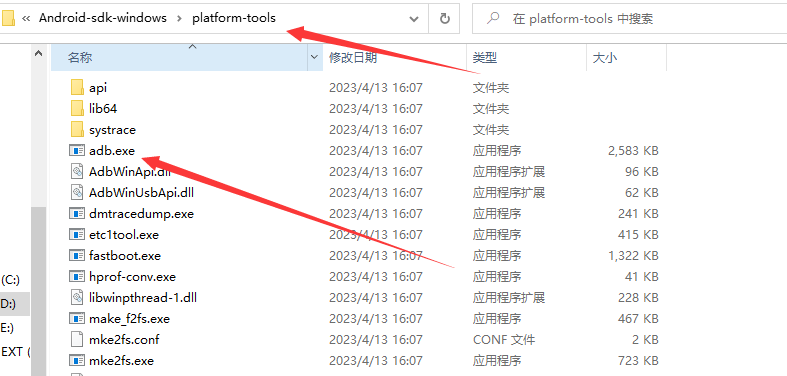 « Android-sdk-windows › platform-tools 在 platform-tools 中搜索
名称 修改日期 类型 大小
api 2023/4/13 16:07 文件夹
lib64 2023/4/13 16:07 文件夹
systrace 2023/4/13 16:07 文件夹
adb.exe 2023/4/13 16:07 应用程序 2,583 KB
AdbWinApi.dll 2023/4/13 16:07 应用程序扩展 96 KB
AdbWinUsbApi.dll 2023/4/13 16:07 应用程序扩展 62 KB
dmtracedump.exe 2023/4/13 16:07 应用程序 241 KB
etc1tool.exe 2023/4/13 16:07 应用程序 415 KB
fastboot.exe 2023/4/13 16:07 应用程序 1,322 KB
(C:) hprof-conv.exe 2023/4/13 16:07 应用程序 41 KB
D:) libwinpthread-1.dll 2023/4/13 16:07 应用程序扩展 228 KB
E:) make_f2fs.exe 2023/4/13 16:07 应用程序 467 KB
mke2fs.conf 2023/4/13 16:07 CONF 文件 2 KB
EXT ( mke2fs.exe 2023/4/13 16:07 应用程序 723 KB